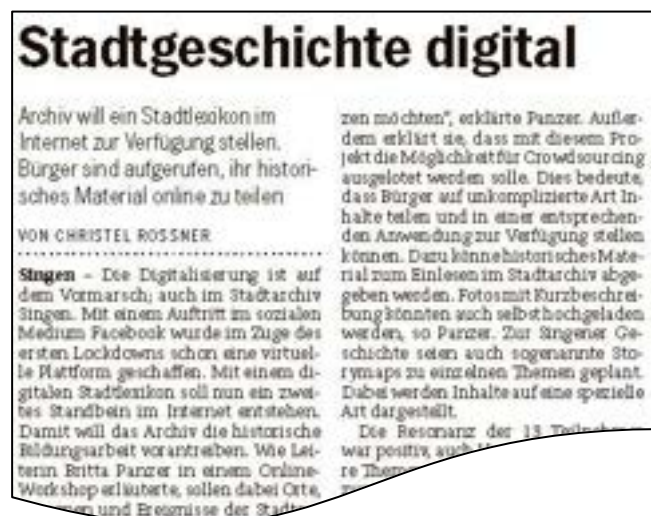 Stadtgeschichte digital
Archiv will ein Stadtlexikon im
Internet zur Verfügung stellen.
Bürger sind aufgerufen, ihr histori-
sches Material online zu teilen
VON CHRISTEL ROSSNER
Singen – Die Digitalisierung ist auf
dem Vormarsch; auch im Stadtarchiv
Singen. Mit einem Auftritt im sozialen
Medium Facebook wurde im Zuge des
ersten Lockdowns schon eine virtuel-
le Plattform geschaffen. Mit einem di-
gitalen Stadtlexikon soll nun ein zwei-
tes Standbein im Internet entstehen.
Damit will das Archiv die historische
Bildungsarbeit vorantreiben. Wie Lei-
terin Britta Panzer in einem Online-
Workshop erläuterte, sollen dabei Orte,
und Ereignisse der
zen möchten", erklärte Panzer. Außer-
dem erklärt sie, dass mit diesem Pro-
jekt die Möglichkeit für Crowdsourcing
ausgelotet werden solle. Dies bedeute,
dass Bürger auf unkomplizierte Art In-
halte teilen und in einer entsprechen-
den Anwendung zur Verfügung stellen
können. Dazu könne historisches Mate-
rial zum Einlesen im Stadtarchiv abge-
geben werden. Fotos mit Kurzbeschrei-
bung könnten auch selbst hochgeladen
werden, so Panzer. Zur Singener Ge-
schichte seien auch sogenannte Sto-
rymaps zu einzelnen Themen geplant.
Dabei werden Inhalte auf eine spezielle
Art dargestellt.
Die Resonanz der 13 Teilnehmer
war positiv, auch
re